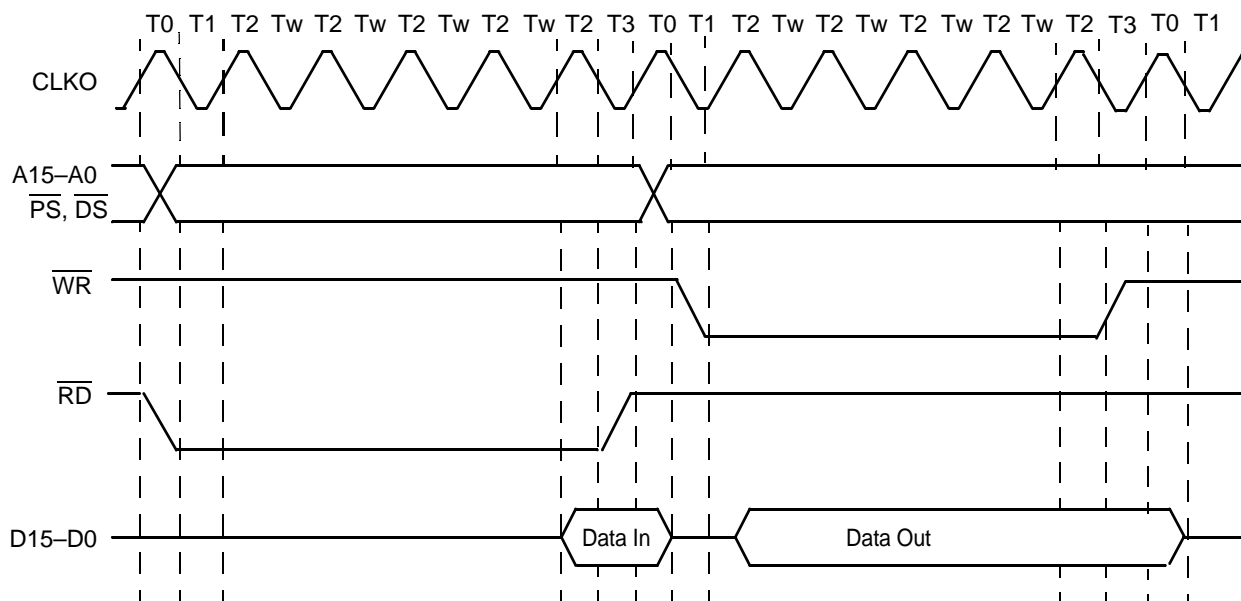 T0 T1 T2 Tw T2 Tw T2 Tw T2 Tw T2 T3 T0 T1 T2 Tw T2 Tw T2 Tw T2 Tw T2 T3 T0 T1
CLKO
A15–A0
PS, DS
WR
RD
D15–D0 Data In Data Out